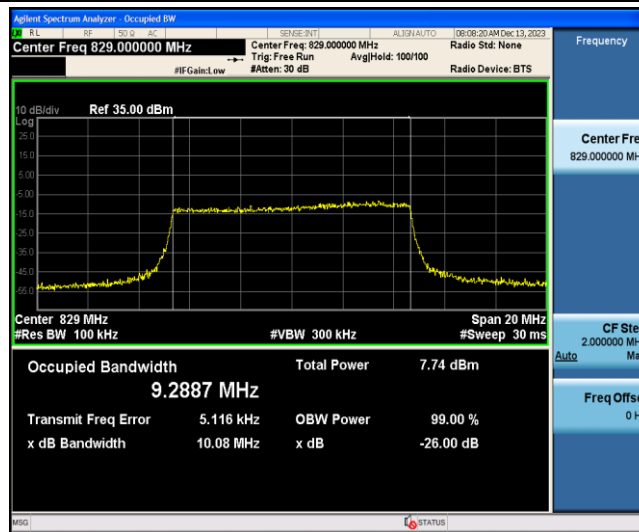 Agilent Spectrum Analyzer - Occupied BW
RL RF 50 Ω AC SENSE:INT ALIGN AUTO 08:08:20 AM Dec 13, 2023
Center Freq 829.000000 MHz
Center Freq: 829.000000 MHz Radio Std: None
Trig: Free Run Avg|Hold: 100/100
#IFGain:Low #Atten: 30 dB Radio Device: BTS
Frequency
10 dB/div Ref 35.00 dBm
Log
25.0
15.0
5.00
-5.00
-15.0
-25.0
-35.0
-45.0
-55.0
Center Fre
829.000000 MH
Center 829 MHz Span 20 MHz
#Res BW 100 kHz #VBW 300 kHz #Sweep 30 ms
CF Ste
2.000000 MH
Auto Ma
Occupied Bandwidth Total Power 7.74 dBm
9.2887 MHz
Transmit Freq Error 5.116 kHz OBW Power 99.00 %
x dB Bandwidth 10.08 MHz x dB -26.00 dB
Freq Offse
0 H
MSG STATUS